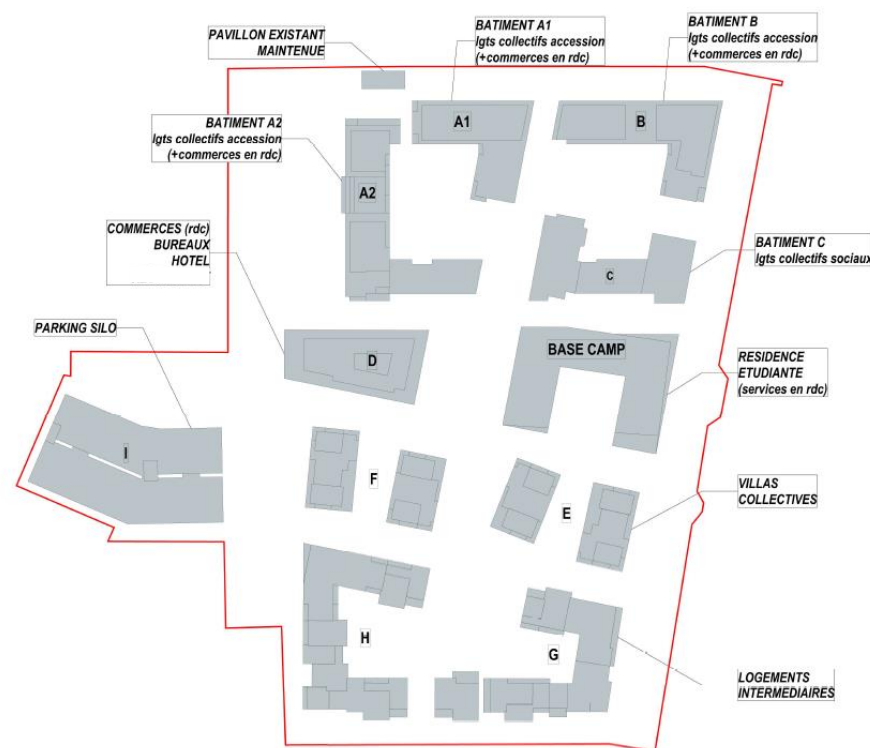 PAVILLON EXISTANT
MAINTENUE
BATIMENT A1
lgts collectifs accession
(+commerces en rdc)
BATIMENT B
lgts collectifs accession
(+commerces en rdc)
BATIMENT A2
lgts collectifs accession
(+commerces en rdc)
A1
B
A2
COMMERCES (rdc)
BUREAUX
HOTEL
BATIMENT C
lgts collectifs sociaux
C
PARKING SILO
BASE CAMP
D
RESIDENCE
ETUDIANTE
(services en rdc)
I
F
E
VILLAS
COLLECTIVES
H
G
LOGEMENTS
INTERMEDIAIRES